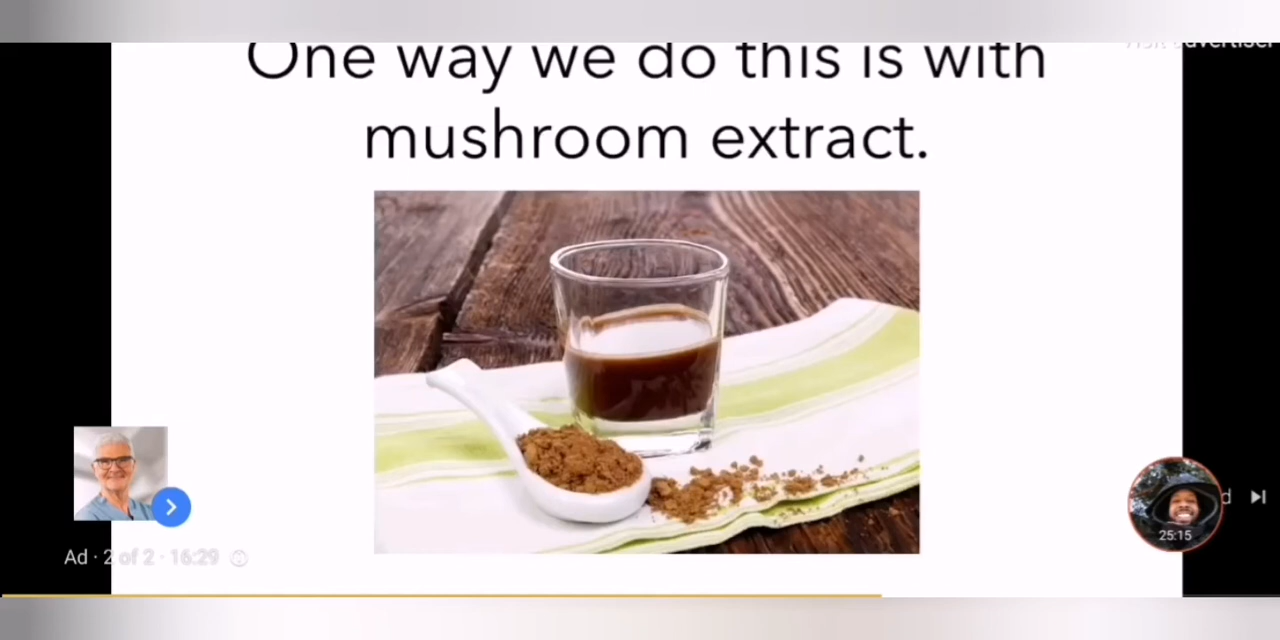 One way we do this is with
mushroom extract.
Visit advertiser
d
25:15
Ad · 2 of 2 · 16:29